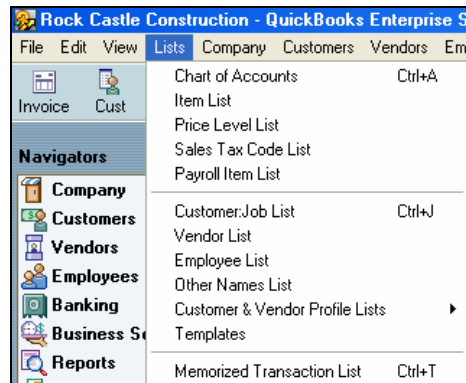 Rock Castle Construction - QuickBooks Enterprise S
File Edit View Lists Company Customers Vendors Em
Invoice Cust
Navigators
Company
Customers
Vendors
Employees
Banking
Business Se
Reports
Chart of Accounts Ctrl+A
Item List
Price Level List
Sales Tax Code List
Payroll Item List
Customer:Job List Ctrl+J
Vendor List
Employee List
Other Names List
Customer & Vendor Profile Lists
Templates
Memorized Transaction List Ctrl+T